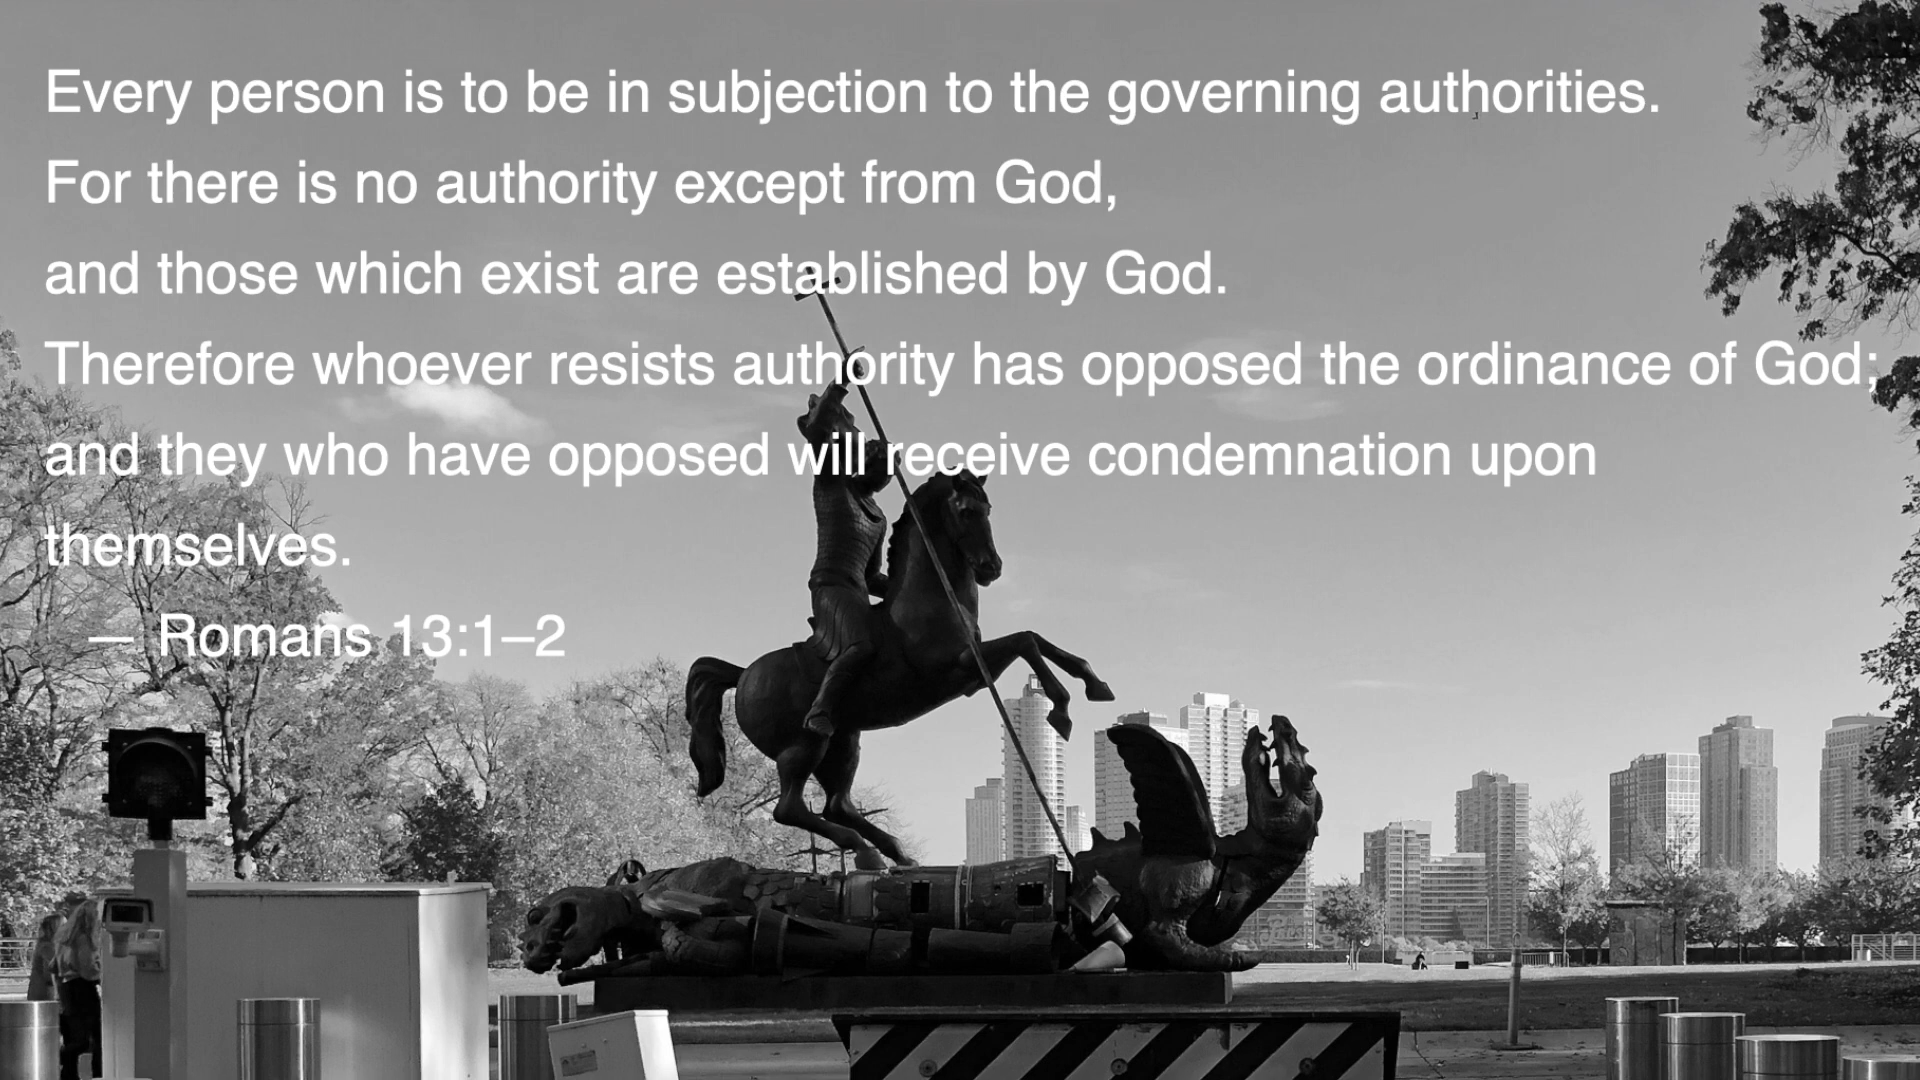 Every person is to be in subjection to the governing authorities.
For there is no authority except from God,
and those which exist are established by God.
Therefore whoever resists authority has opposed the ordinance of God;
and they who have opposed will receive condemnation upon
themselves.
— Romans 13:1–2